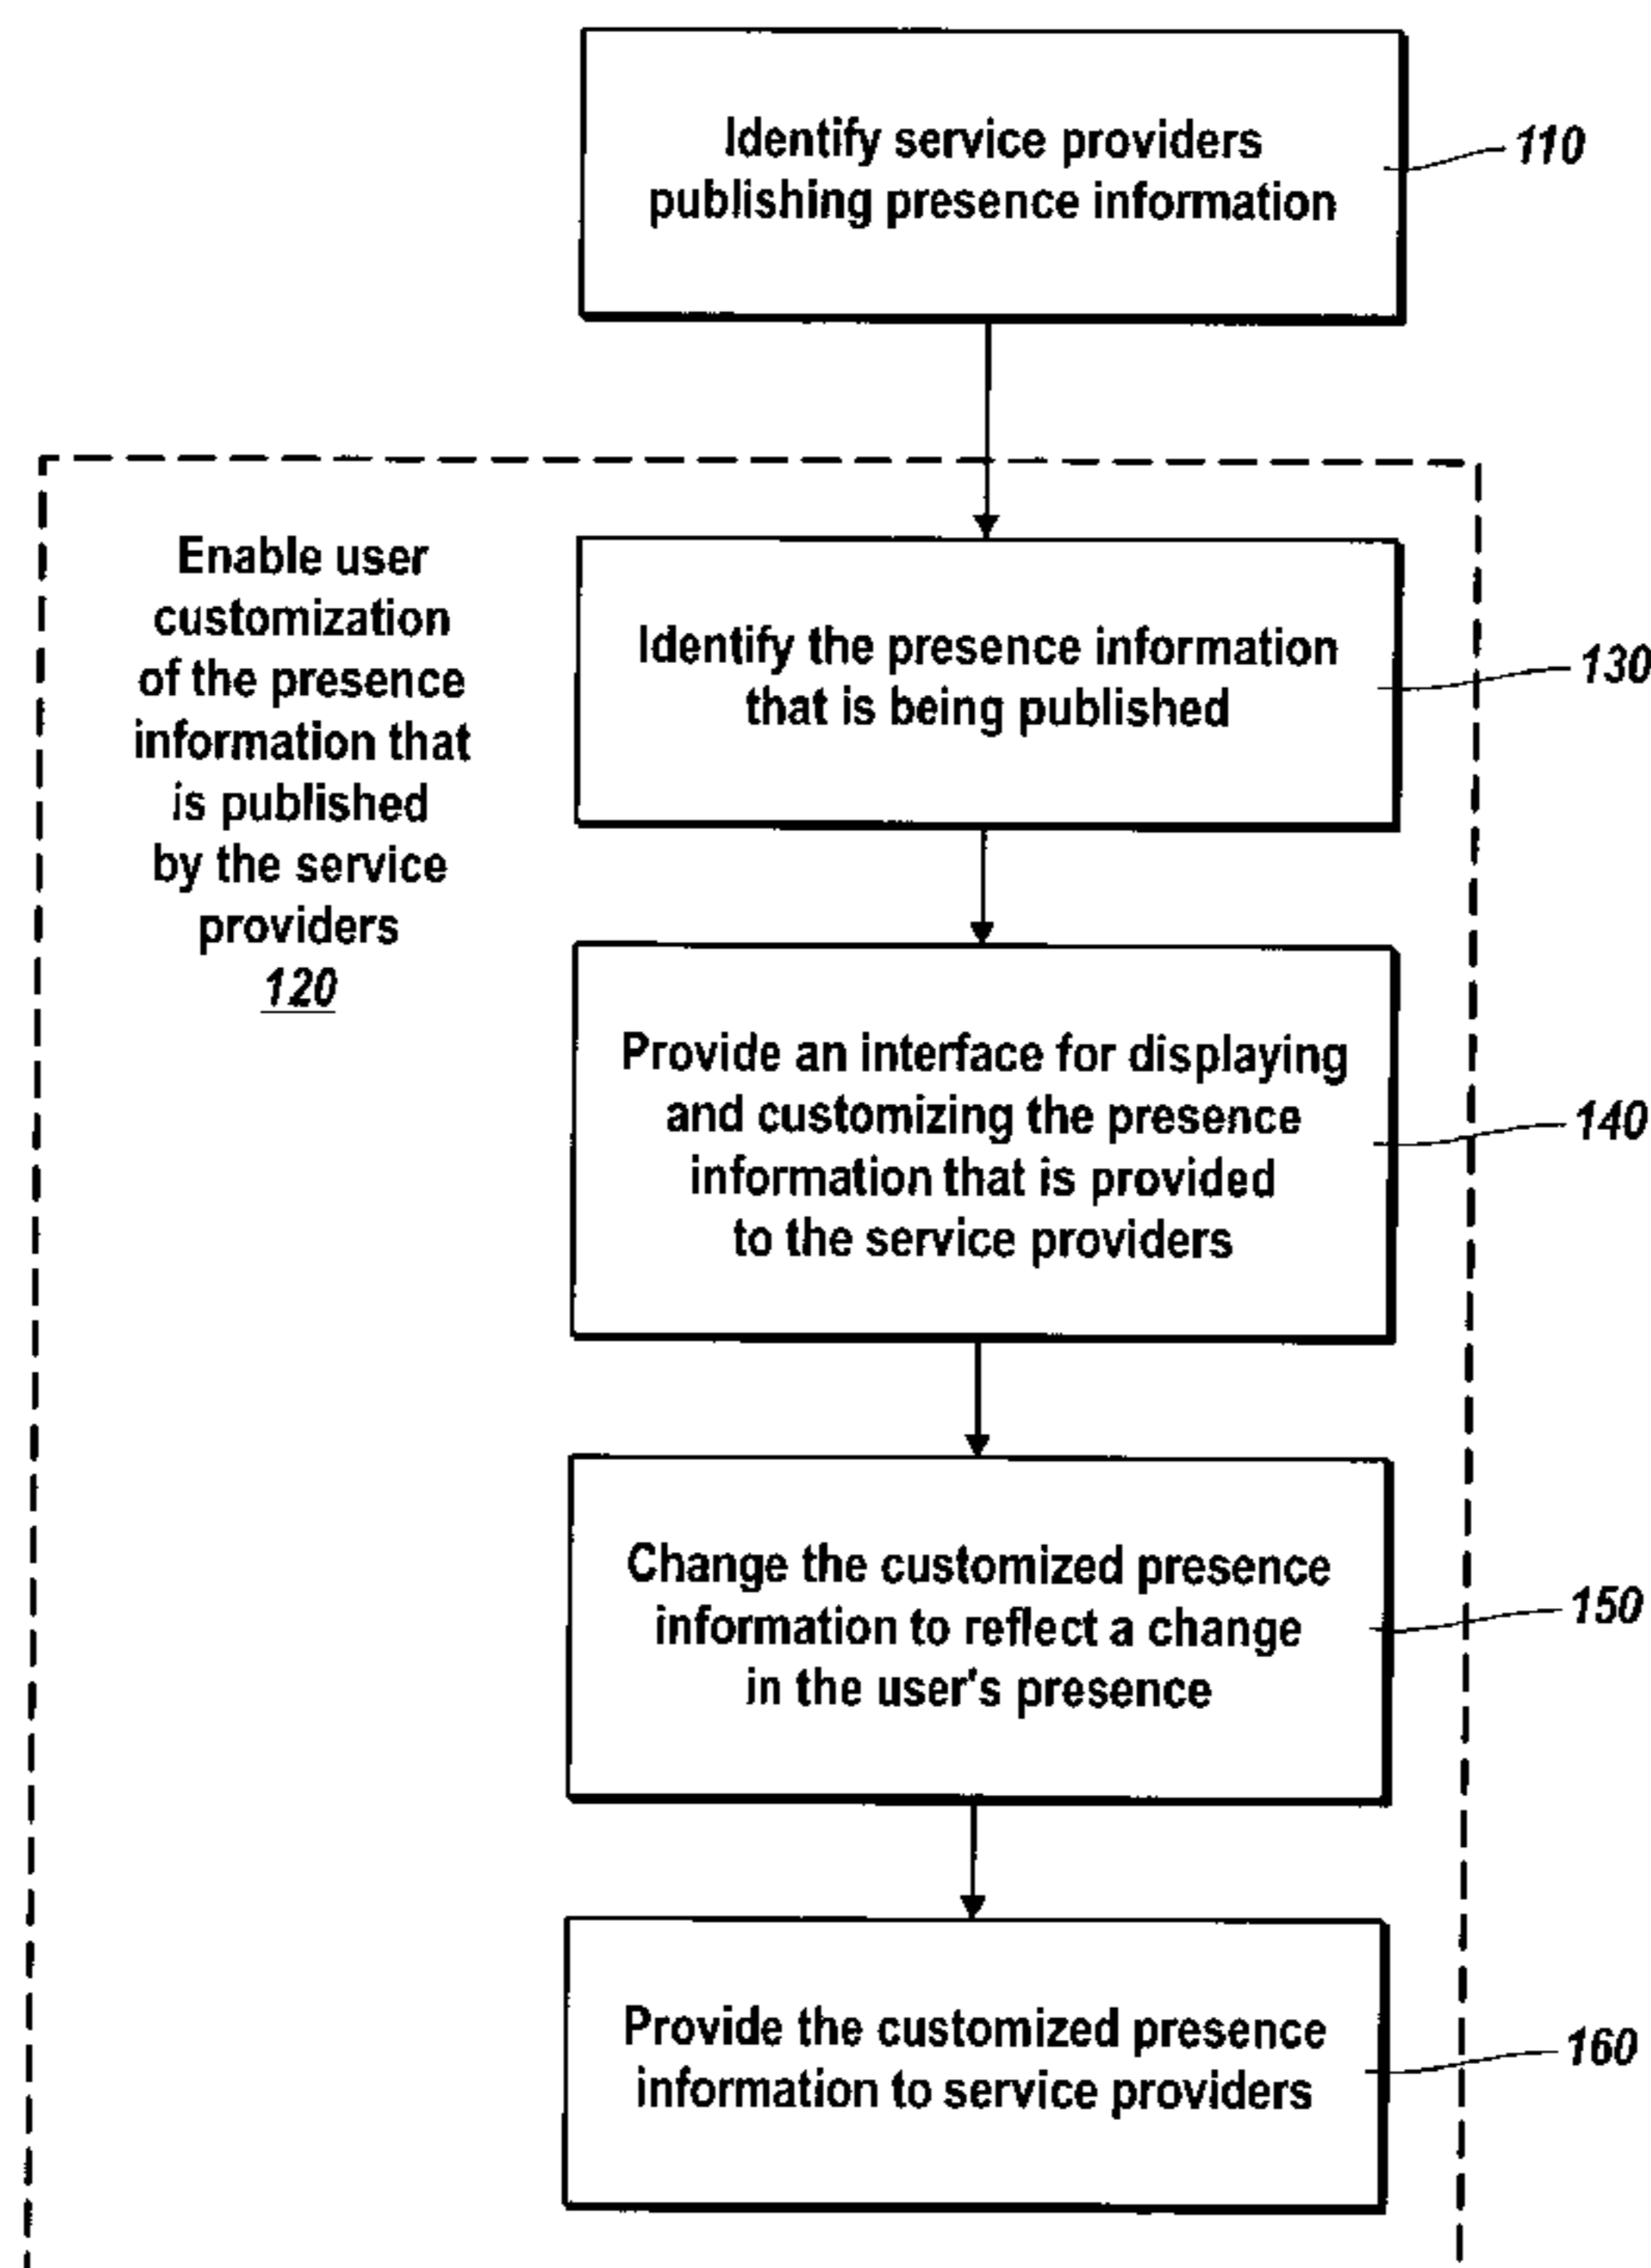 Identify service providers
publishing presence information
110
Enable user
customization
of the presence
information that
is published
by the service
providers
120
Identify the presence information
that is being published
130
Provide an interface for displaying
and customizing the presence
information that is provided
to the service providers
140
Change the customized presence
information to reflect a change
in the user's presence
150
Provide the customized presence
information to service providers
160